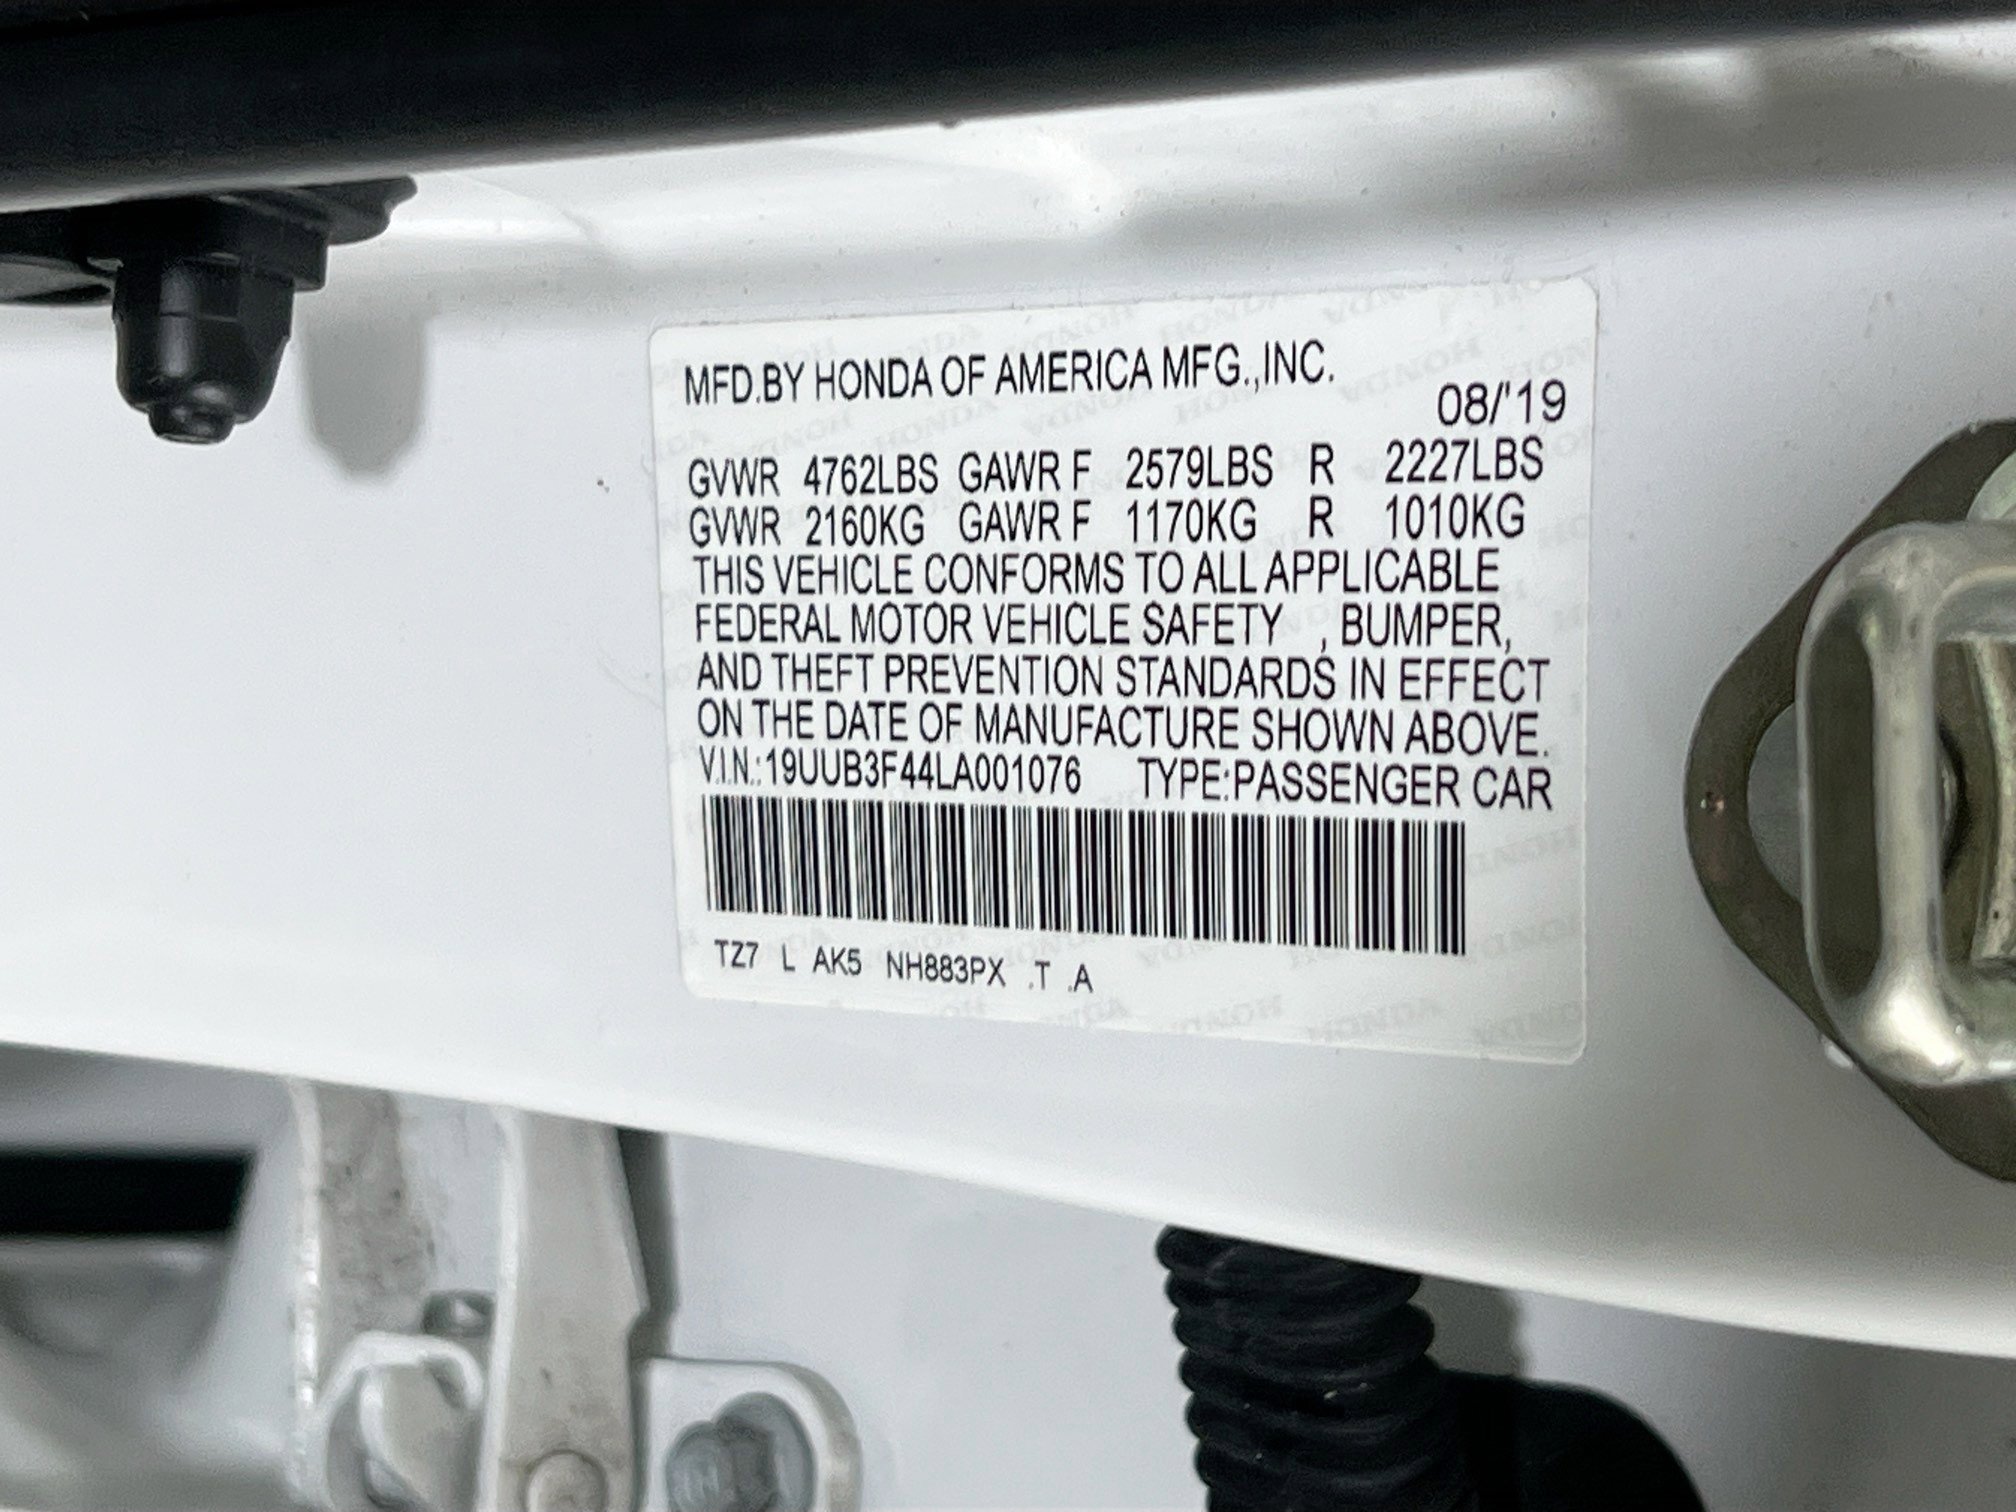 MFD.BY HONDA OF AMERICA MFG.,INC.
08/'19
GVWR 4762LBS GAWR F 2579LBS R 2227LBS
GVWR 2160KG GAWR F 1170KG R 1010KG
THIS VEHICLE CONFORMS TO ALL APPLICABLE
FEDERAL MOTOR VEHICLE SAFETY , BUMPER,
AND THEFT PREVENTION STANDARDS IN EFFECT
ON THE DATE OF MANUFACTURE SHOWN ABOVE.
V.I.N.:19UUB3F44LA001076 TYPE:PASSENGER CAR
TZ7 L AK5 NH883PX .T .A